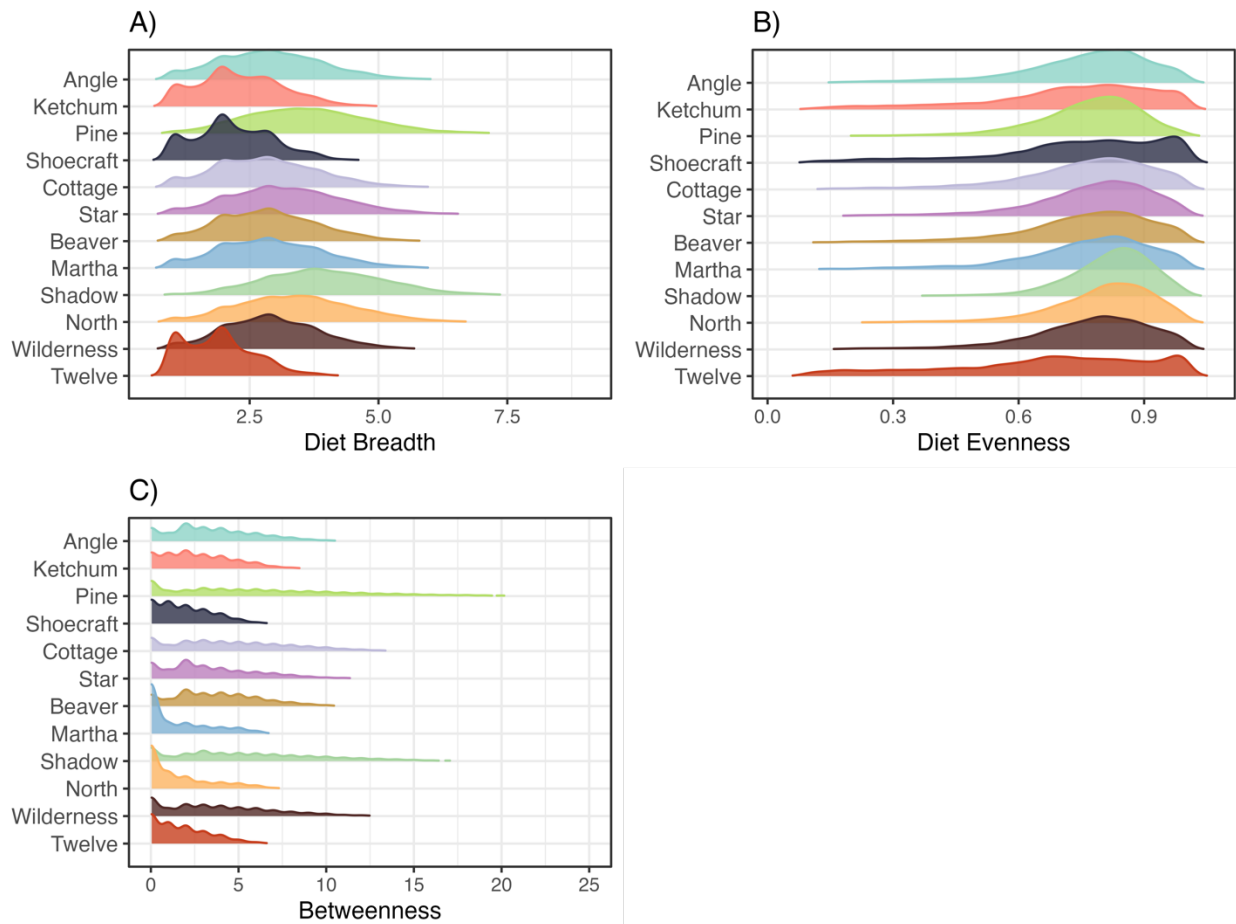 A)
Angle
Ketchum
Pine
Shoecraft
Cottage
Star
Beaver
Martha
Shadow
North
Wilderness
Twelve
2.5 5.0 7.5
Diet Breadth
B)
Angle
Ketchum
Pine
Shoecraft
Cottage
Star
Beaver
Martha
Shadow
North
Wilderness
Twelve
0.0 0.3 0.6 0.9
Diet Evenness
C)
Angle
Ketchum
Pine
Shoecraft
Cottage
Star
Beaver
Martha
Shadow
North
Wilderness
Twelve
0 5 10 15 20 25
Betweenness